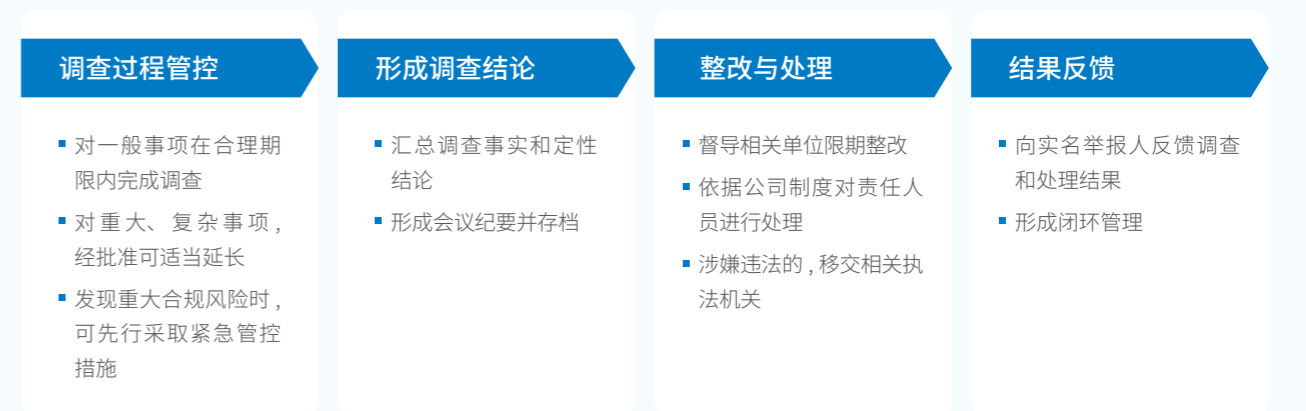 调查过程管控
对一般事项在合理期
限内完成调查
对重大、复杂事项，
经批准可适当延长
发现重大合规风险时，
可先行采取紧急管控
措施
形成调查结论
汇总调查事实和定性
结论
形成会议纪要并存档
整改与处理
督导相关单位限期整改
依据公司制度对责任人
员进行处理
涉嫌违法的，移交相关执
法机关
结果反馈
向实名举报人反馈调查
和处理结果
形成闭环管理